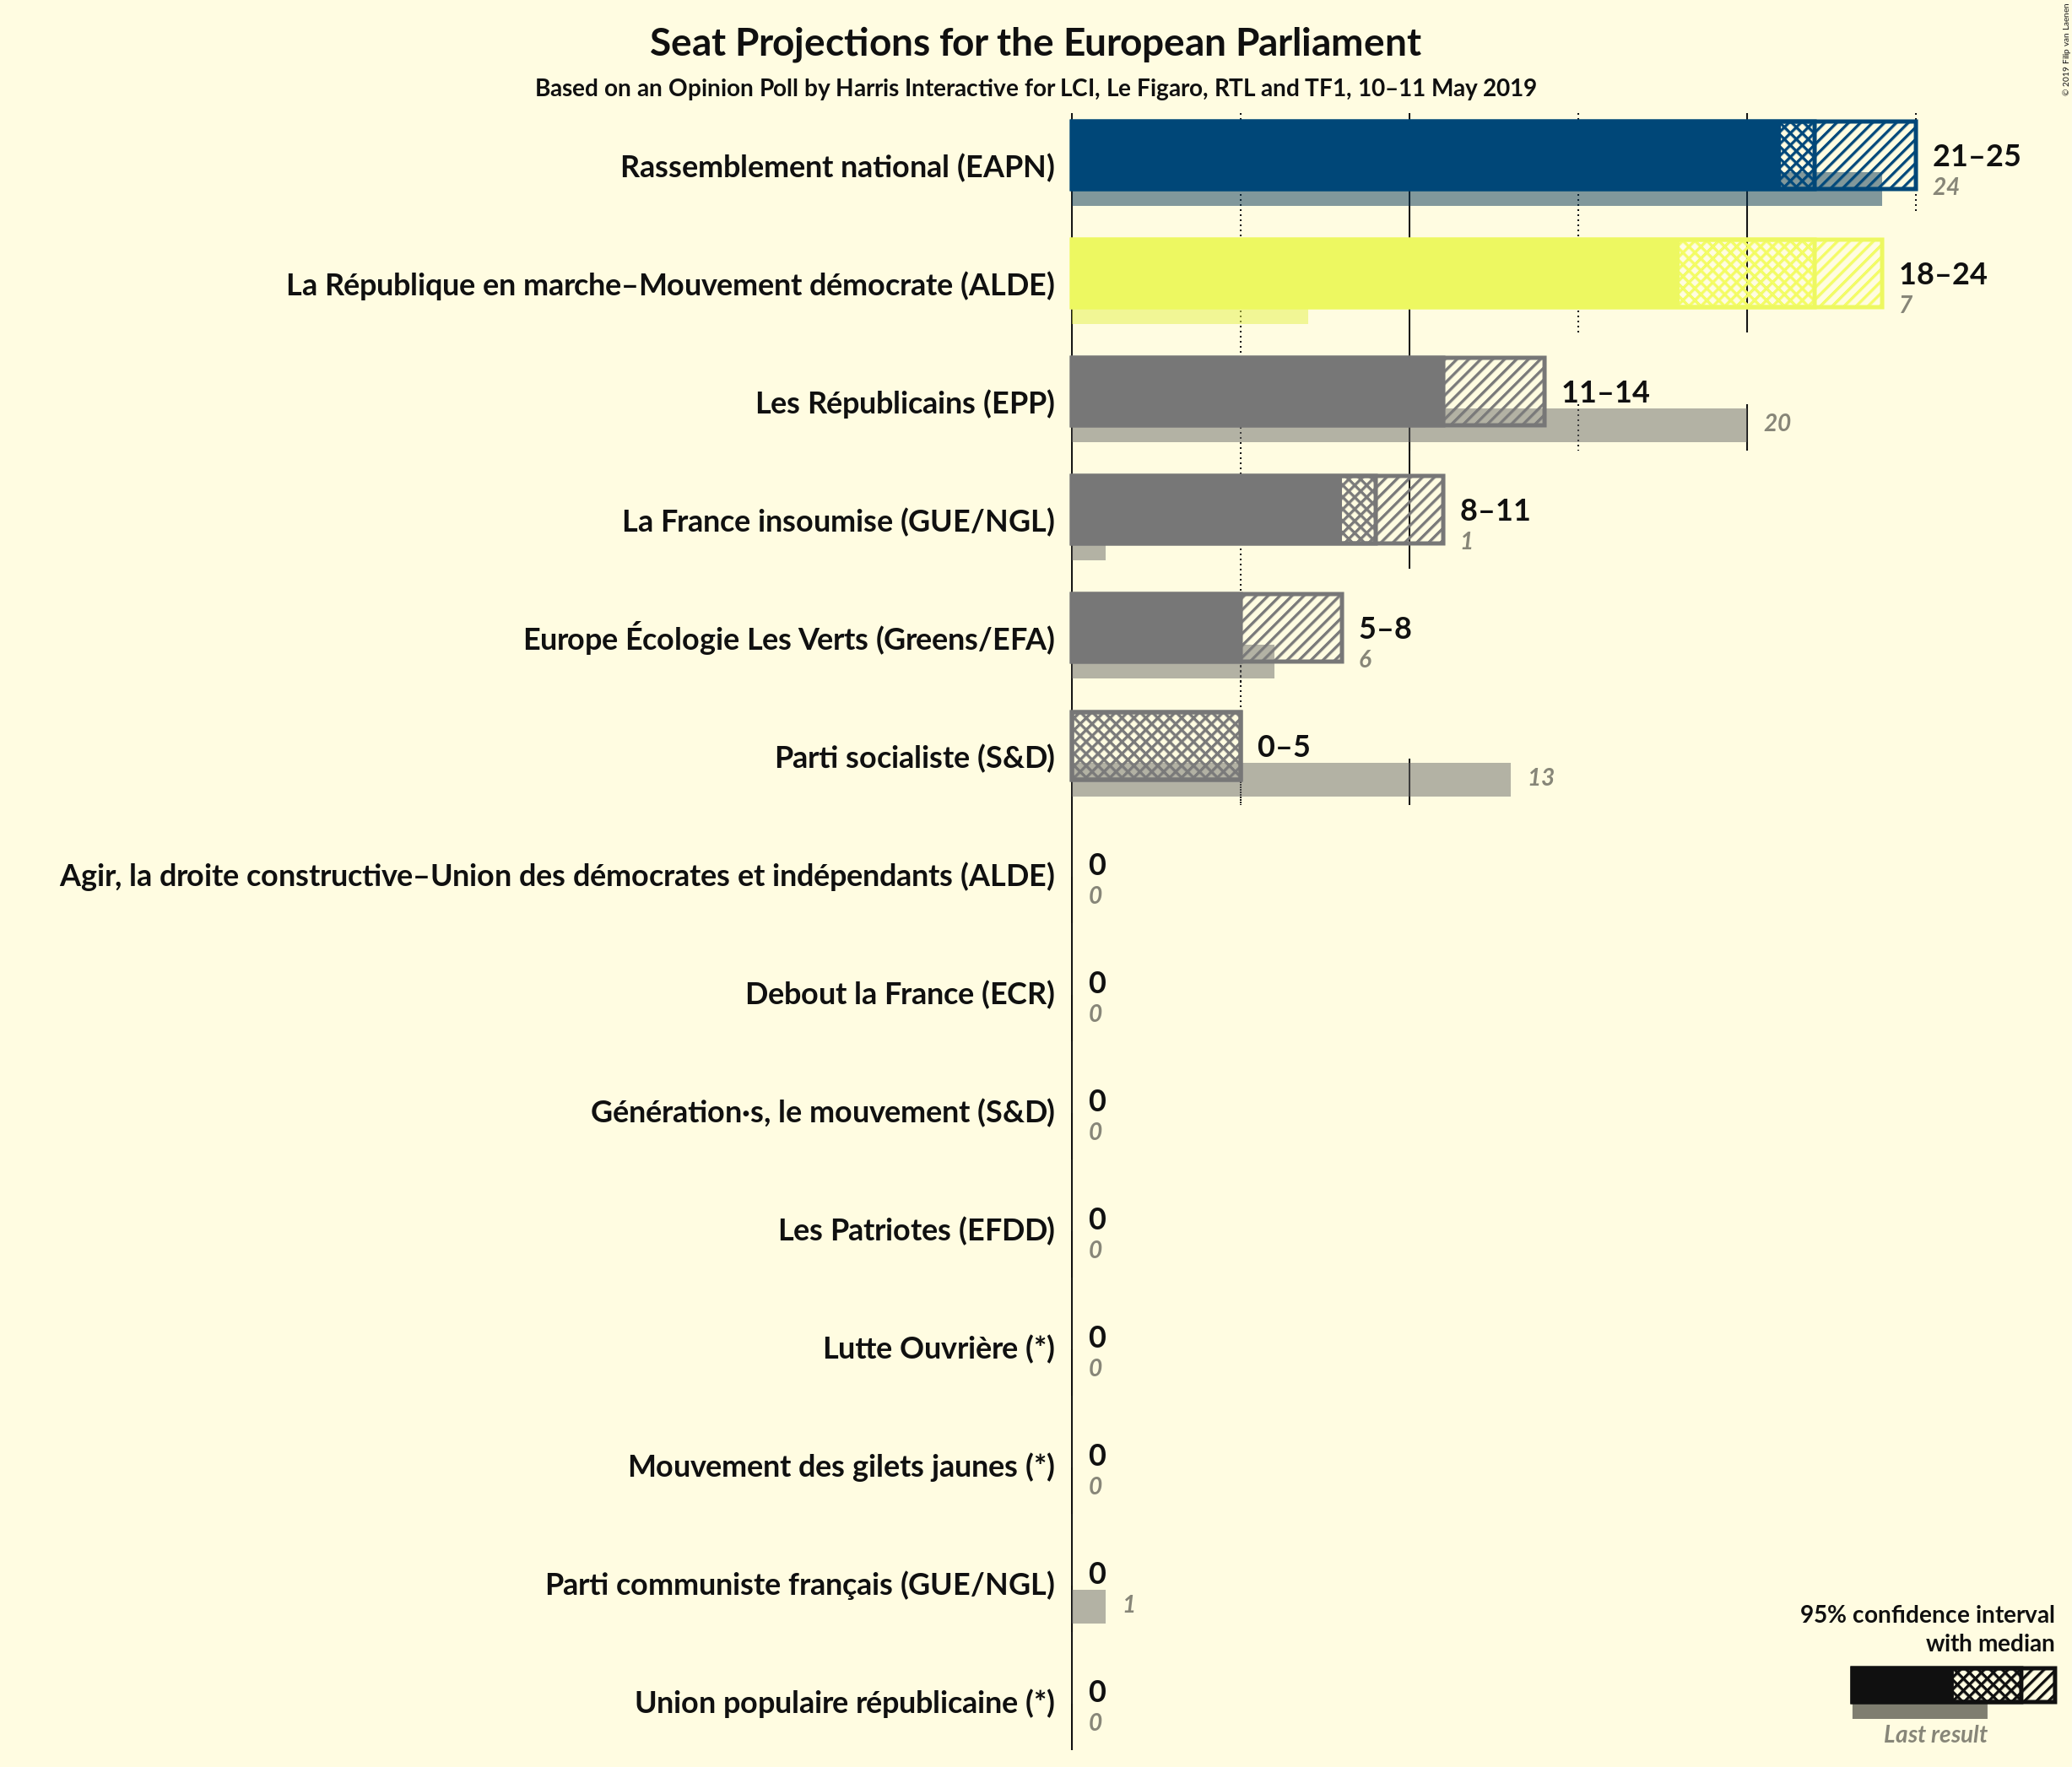 Seat Projections for the European Parliament
Based on an Opinion Poll by Harris Interactive for LCI, Le Figaro, RTL and TF1, 10–11 May 2019
© 2019 Filip van Laenen
Rassemblement national (EAPN)
21–25
24
La République en marche–Mouvement démocrate (ALDE)
18–24
7
Les Républicains (EPP)
11–14
20
La France insoumise (GUE/NGL)
8–11
1
Europe Écologie Les Verts (Greens/EFA)
5–8
6
Parti socialiste (S&D)
0–5
13
Agir, la droite constructive–Union des démocrates et indépendants (ALDE)
0
0
Debout la France (ECR)
0
0
Génération·s, le mouvement (S&D)
0
0
Les Patriotes (EFDD)
0
0
Lutte Ouvrière (*)
0
0
Mouvement des gilets jaunes (*)
0
0
Parti communiste français (GUE/NGL)
0
1
Union populaire républicaine (*)
0
0
95% confidence interval
with median
Last result